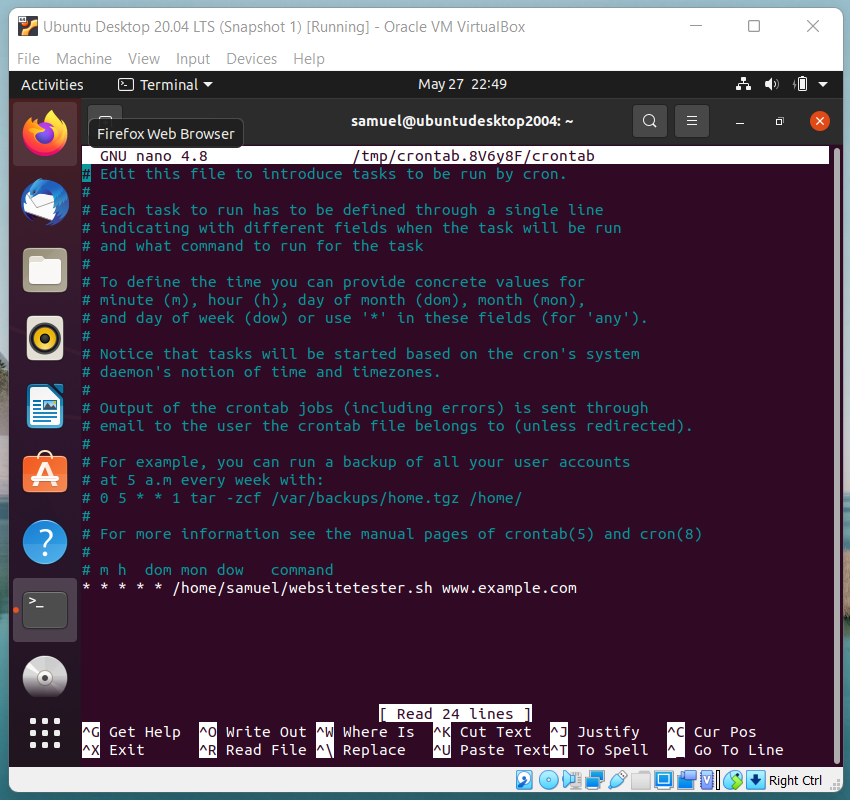 Ubuntu Desktop 20.04 LTS (Snapshot 1) [Running] - Oracle VM VirtualBox
File Machine View Input Devices Help
Activities Terminal May 27 22:49
samuel@ubuntudesktop2004: ~
Firefox Web Browser
GNU nano 4.8 /tmp/crontab.8V6y8F/crontab
# Edit this file to introduce tasks to be run by cron.
#
# Each task to run has to be defined through a single line
# indicating with different fields when the task will be run
# and what command to run for the task
#
# To define the time you can provide concrete values for
# minute (m), hour (h), day of month (dom), month (mon),
# and day of week (dow) or use '*' in these fields (for 'any').
#
# Notice that tasks will be started based on the cron's system
# daemon's notion of time and timezones.
#
# Output of the crontab jobs (including errors) is sent through
# email to the user the crontab file belongs to (unless redirected).
#
# For example, you can run a backup of all your user accounts
# at 5 a.m every week with:
# 0 5 * * 1 tar -zcf /var/backups/home.tgz /home/
#
# For more information see the manual pages of crontab(5) and cron(8)
#
# m h  dom mon dow   command
* * * * * /home/samuel/websitetester.sh www.example.com
[ Read 24 lines ]
^G Get Help ^O Write Out ^W Where Is ^K Cut Text ^J Justify ^C Cur Pos
^X Exit ^R Read File ^\ Replace ^U Paste Text ^T To Spell ^_ Go To Line
Right Ctrl